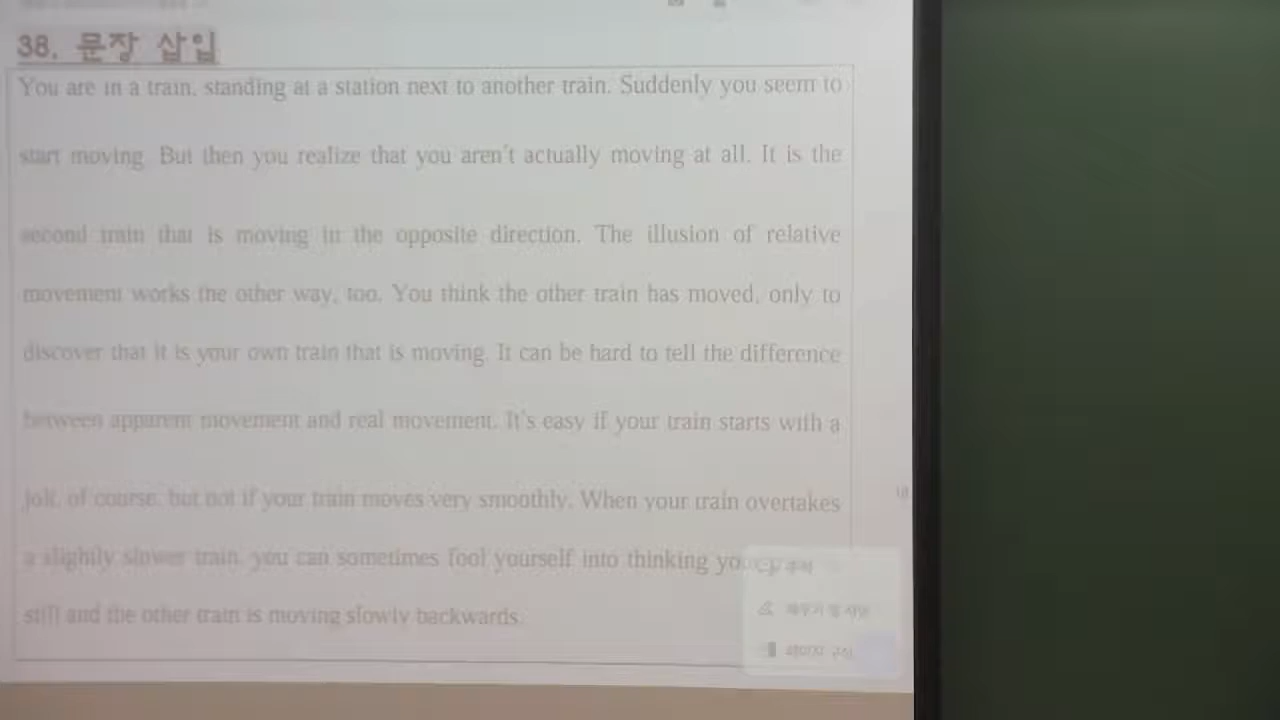 38. 문장 삽입
You are in a train, standing at a station next to another train. Suddenly you seem to
start moving. But then you realize that you aren't actually moving at all. It is the
second train that is moving in the opposite direction. The illusion of relative
movement works the other way, too. You think the other train has moved, only to
discover that it is your own train that is moving. It can be hard to tell the difference
between apparent movement and real movement. It's easy if your train starts with a
jolt, of course, but not if your train moves very smoothly. When your train overtakes
a slightly slower train, you can sometimes fool yourself into thinking
still and the other train is moving slowly backwards.